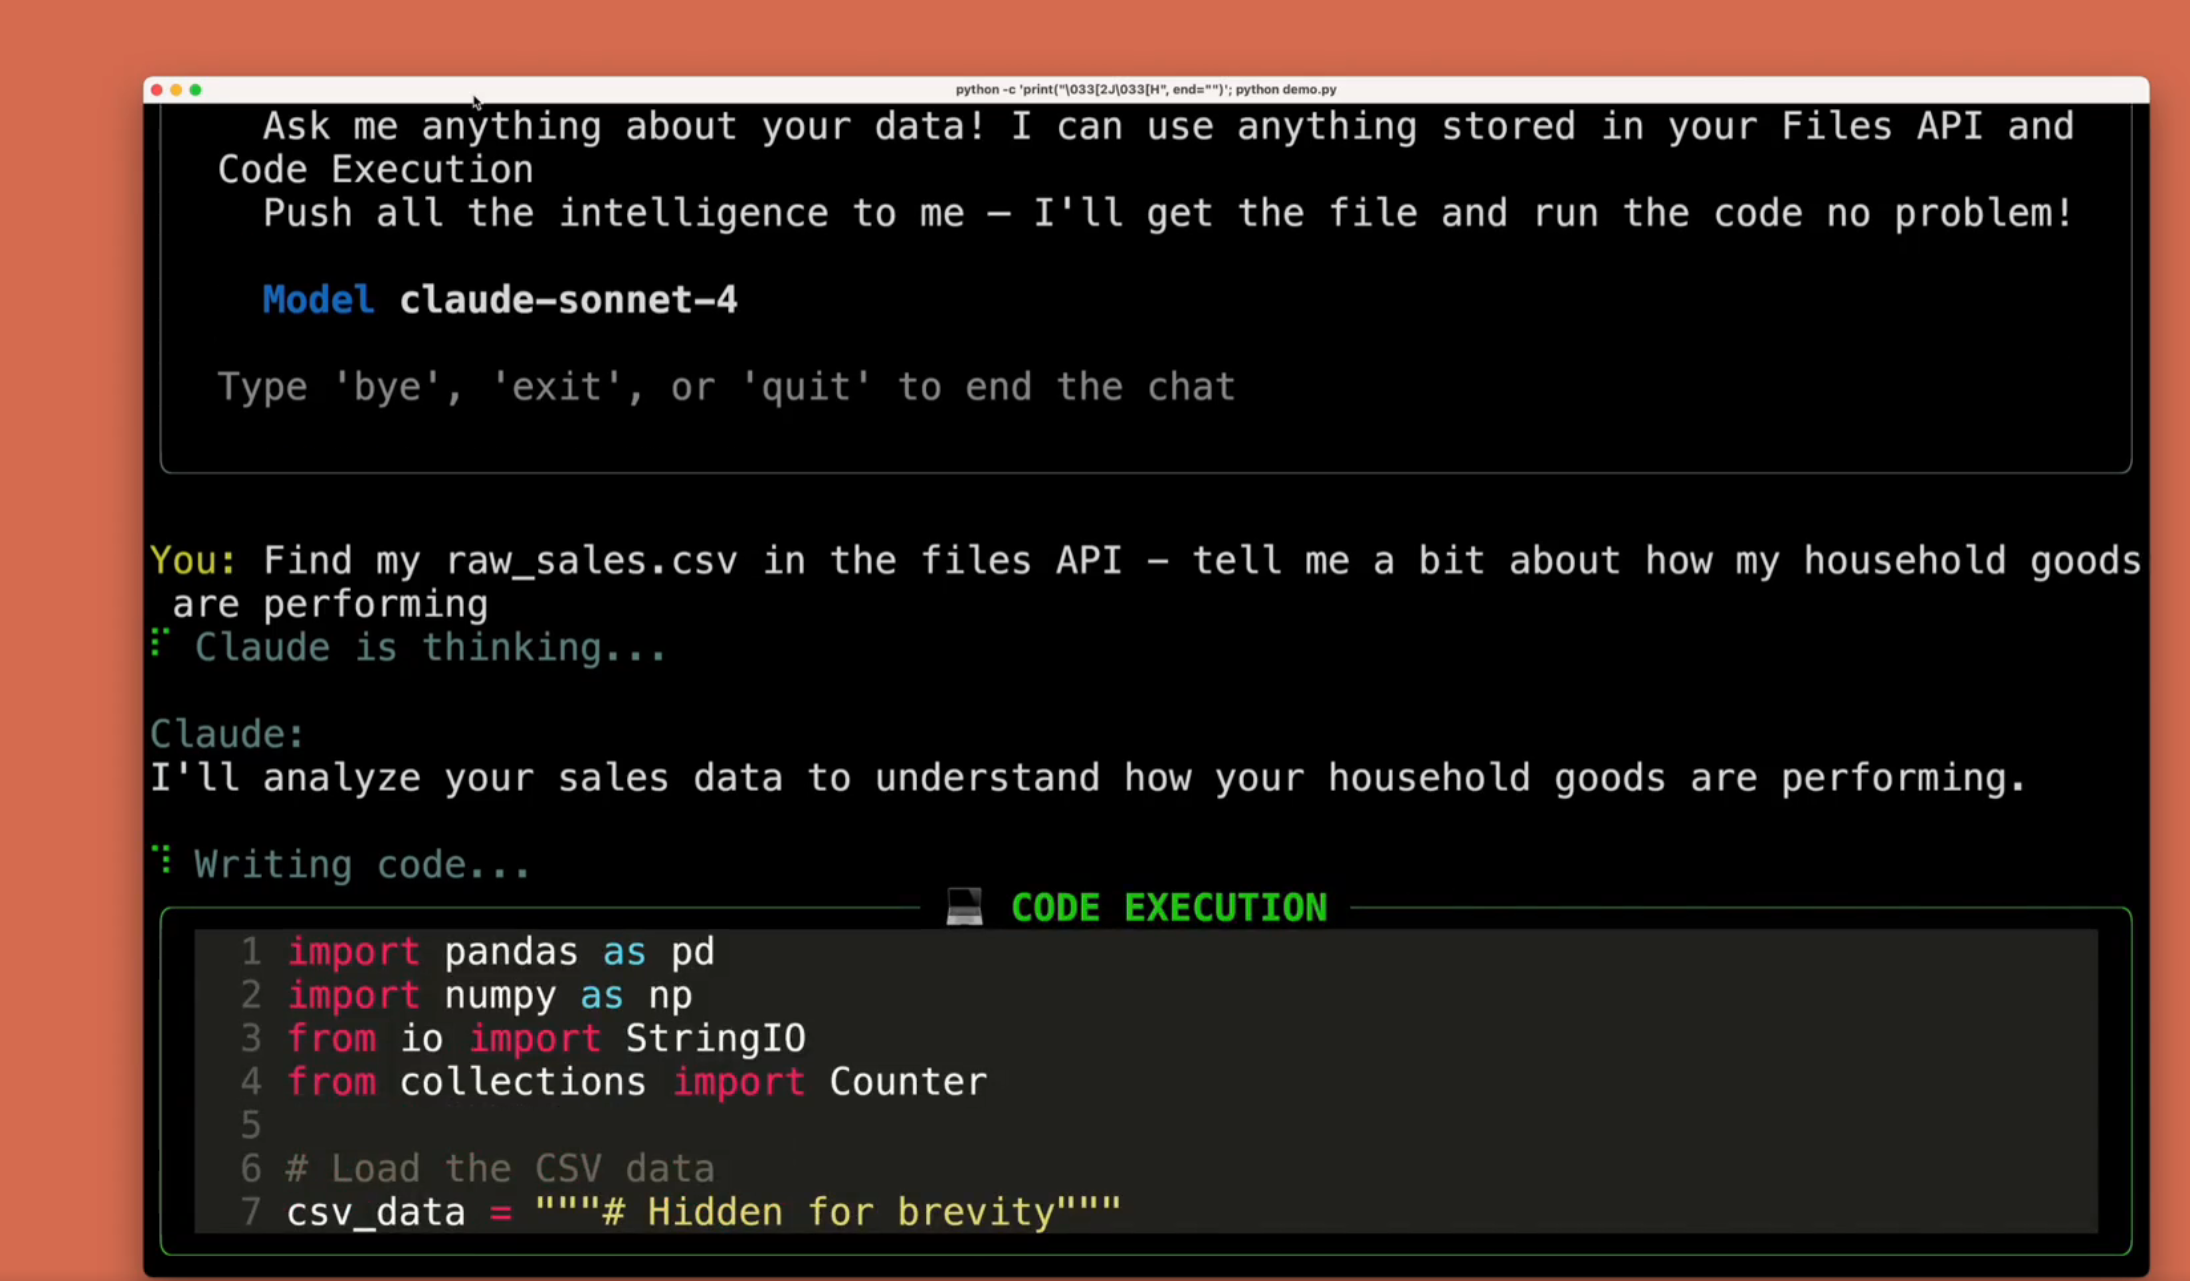 python -c 'print("\033[2J\033[H", end="")'; python demo.py
Ask me anything about your data! I can use anything stored in your Files API and
Code Execution
Push all the intelligence to me – I'll get the file and run the code no problem!
Model claude-sonnet-4
Type 'bye', 'exit', or 'quit' to end the chat
You: Find my raw_sales.csv in the files API – tell me a bit about how my household goods
are performing
Claude is thinking...
Claude:
I'll analyze your sales data to understand how your household goods are performing.
Writing code...
CODE EXECUTION
1 import pandas as pd
2 import numpy as np
3 from io import StringIO
4 from collections import Counter
5
6 # Load the CSV data
7 csv_data = """# Hidden for brevity"""